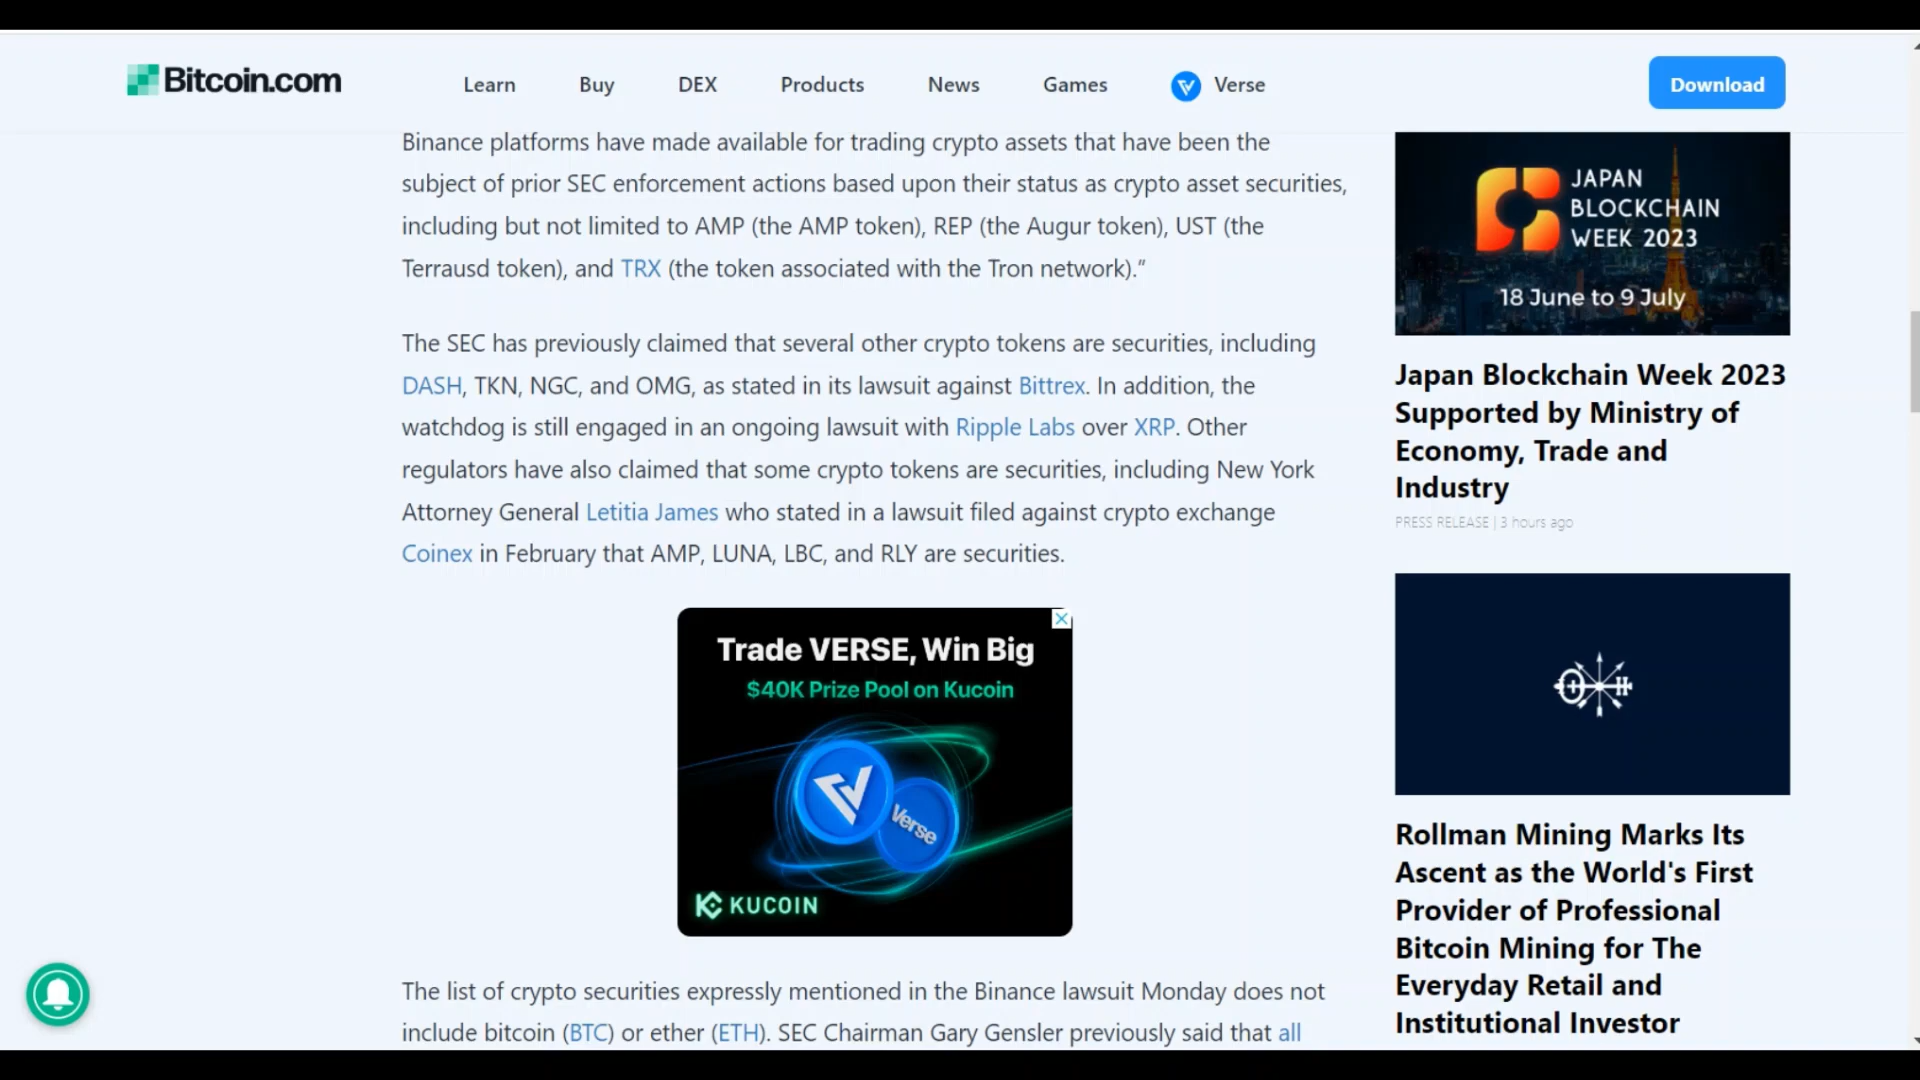 Bitcoin.com
Learn
Buy
DEX
Products
News
Games
Verse
Download
Binance platforms have made available for trading crypto assets that have been the
subject of prior SEC enforcement actions based upon their status as crypto asset securities,
including but not limited to AMP (the AMP token), REP (the Augur token), UST (the
Terrausd token), and TRX (the token associated with the Tron network).”
The SEC has previously claimed that several other crypto tokens are securities, including
DASH, TKN, NGC, and OMG, as stated in its lawsuit against Bittrex. In addition, the
watchdog is still engaged in an ongoing lawsuit with Ripple Labs over XRP. Other
regulators have also claimed that some crypto tokens are securities, including New York
Attorney General Letitia James who stated in a lawsuit filed against crypto exchange
Coinex in February that AMP, LUNA, LBC, and RLY are securities.
Trade VERSE, Win Big
$40K Prize Pool on Kucoin
Verse
KUCOIN
The list of crypto securities expressly mentioned in the Binance lawsuit Monday does not
include bitcoin (BTC) or ether (ETH). SEC Chairman Gary Gensler previously said that all
JAPAN
BLOCKCHAIN
WEEK 2023
18 June to 9 July
Japan Blockchain Week 2023
Supported by Ministry of
Economy, Trade and
Industry
PRESS RELEASE | 3 hours ago
Rollman Mining Marks Its
Ascent as the World's First
Provider of Professional
Bitcoin Mining for The
Everyday Retail and
Institutional Investor